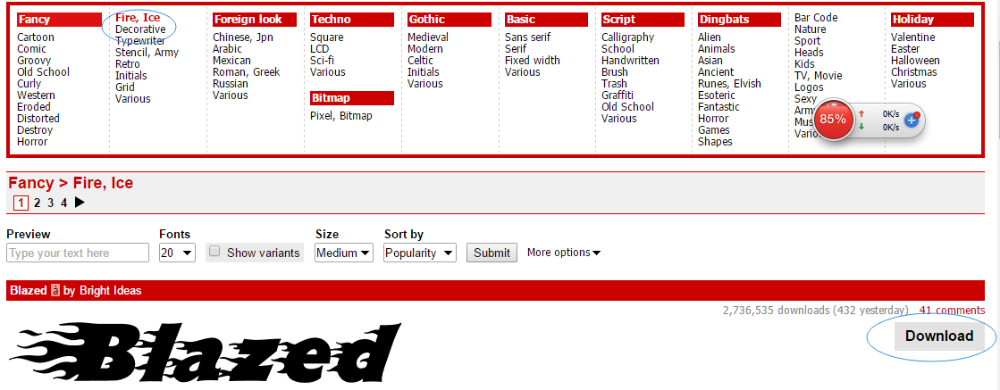 Fancy
Cartoon
Comic
Groovy
Old School
Curly
Western
Eroded
Distorted
Destroy
Horror
Fire, Ice
Decorative
Typewriter
Stencil, Army
Retro
Initials
Grid
Various
Foreign look
Chinese, Jpn
Arabic
Mexican
Roman, Greek
Russian
Various
Techno
Square
LCD
Sci-fi
Various
Bitmap
Pixel, Bitmap
Gothic
Medieval
Modern
Celtic
Initials
Various
Basic
Sans serif
Serif
Fixed width
Various
Script
Calligraphy
School
Handwritten
Brush
Trash
Graffiti
Old School
Various
Dingbats
Alien
Animals
Asian
Ancient
Runes, Elvish
Esoteric
Fantastic
Horror
Games
Shapes
Bar Code
Nature
Sport
Heads
Kids
TV, Movie
Logos
Sexy
Army
Mus
Vario
Holiday
Valentine
Easter
Halloween
Christmas
Various
85%
0K/s
0K/s
Fancy > Fire, Ice
1 2 3 4
Preview Fonts Size Sort by
Type your text here 20 Show variants Medium Popularity Submit More options
Blazed à by Bright Ideas
2,736,535 downloads (432 yesterday) 41 comments
Blazed
Download